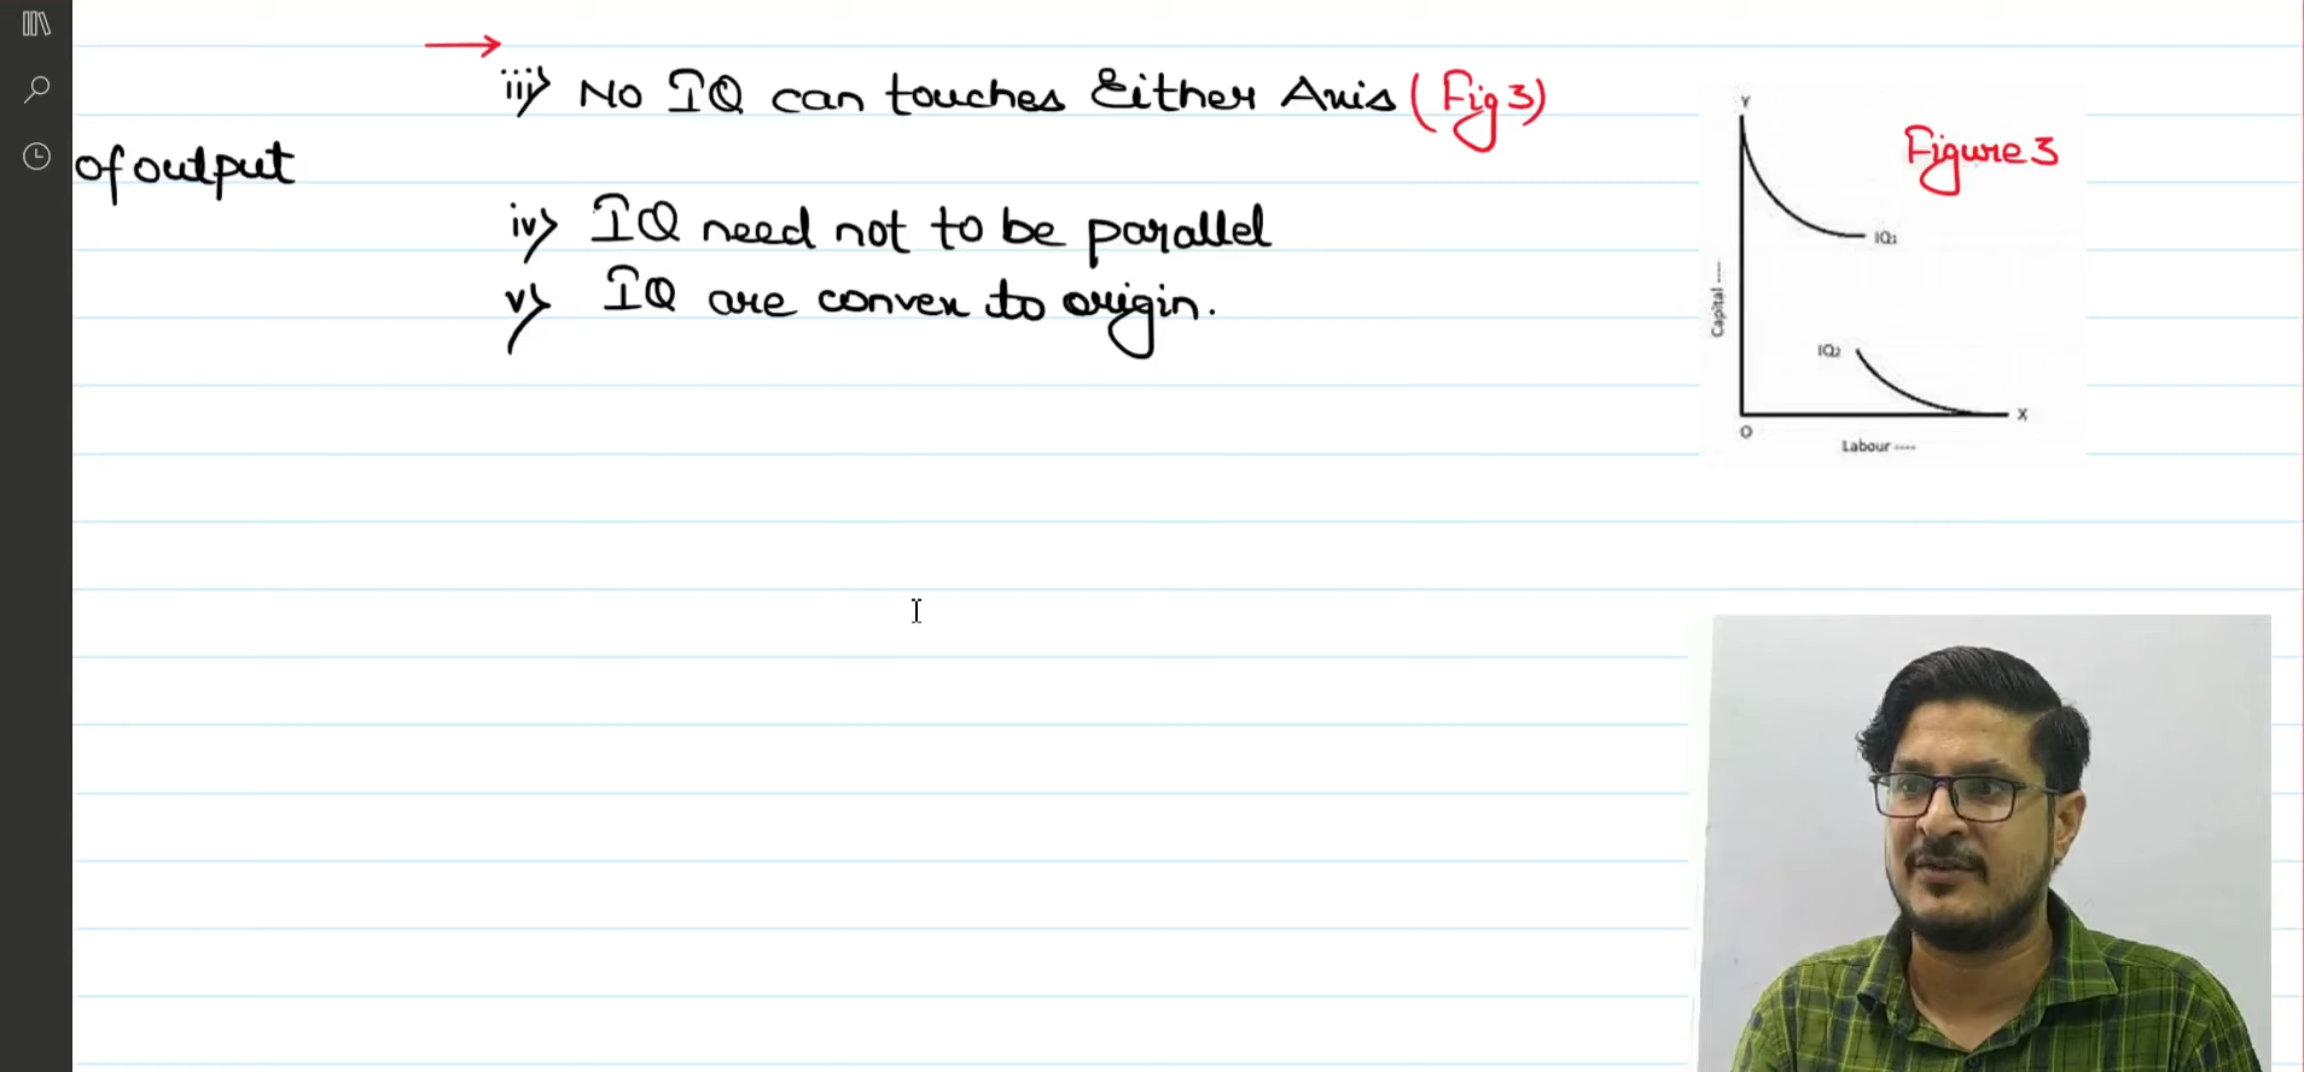 iii) No IQ can touches Either Axis (Fig 3)
of output
iv) IQ need not to be parallel
v) IQ are convex to origin.
Figure 3
Y
IQ₁
Capital ----
IQ₂
O
X
Labour ----